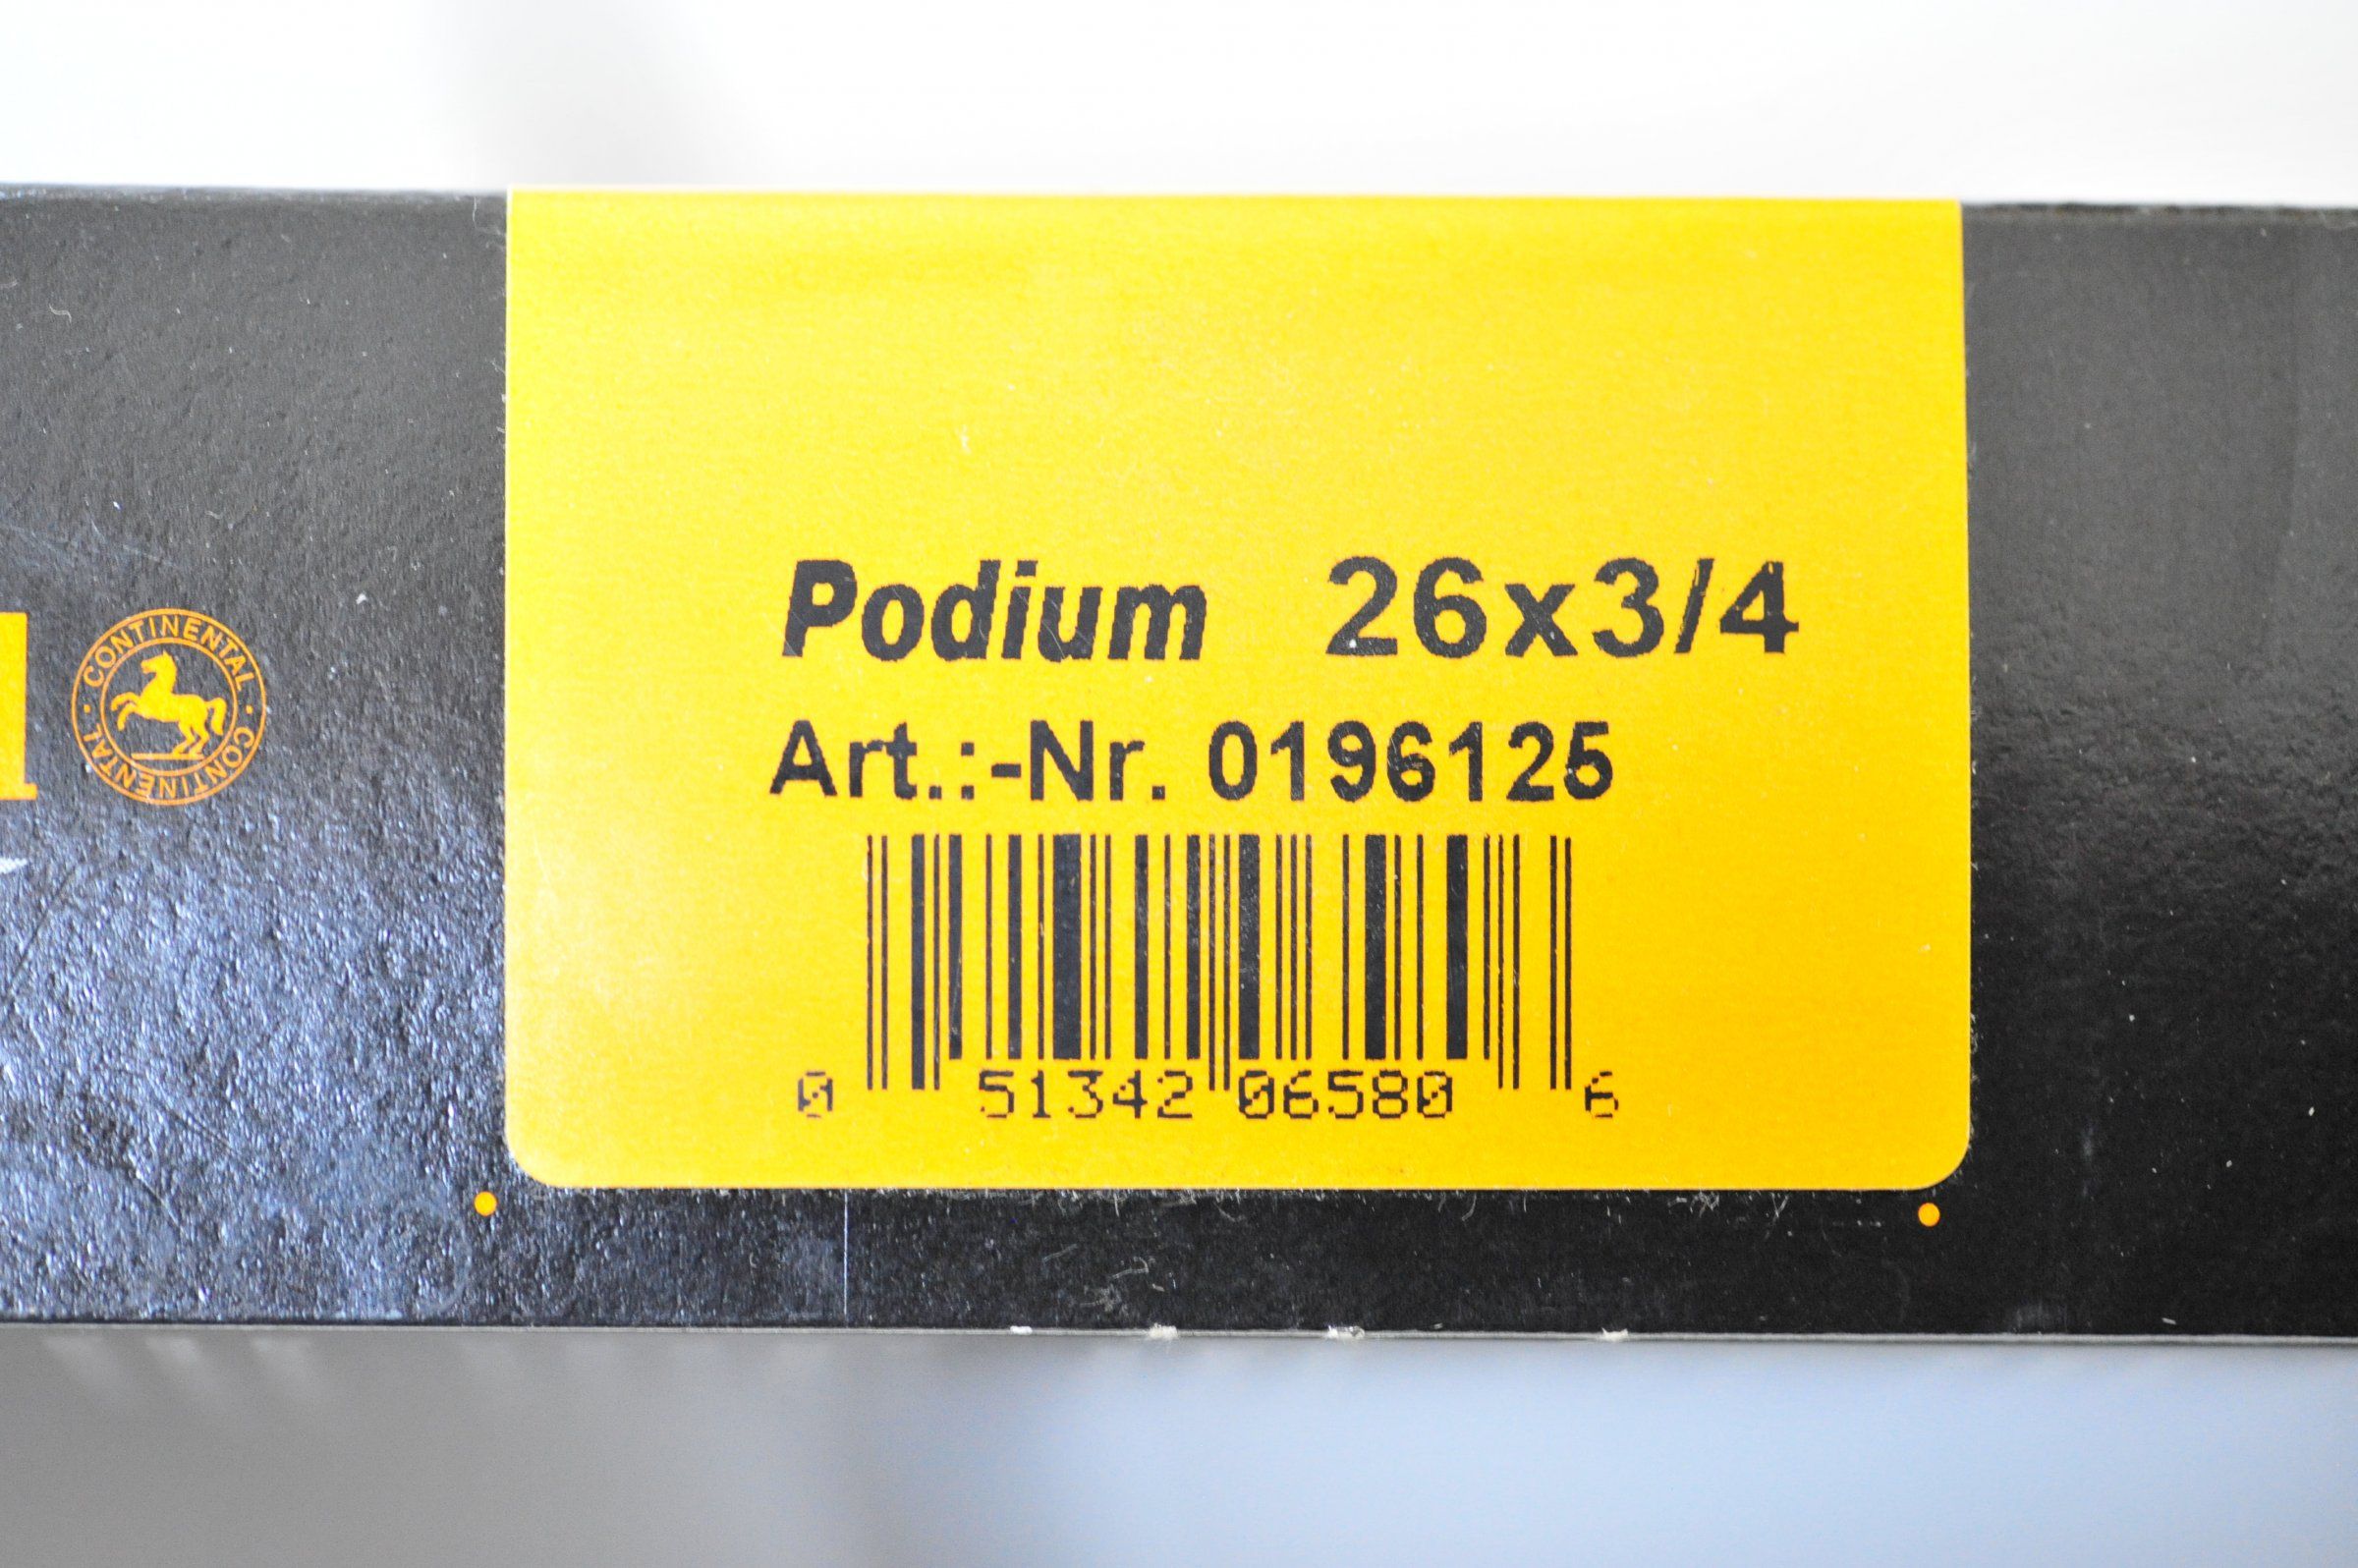 Podium 26x3/4
Art.:-Nr. 0196125
0 51342 06580 6
CONTINENTAL · CONTINENTAL ·
l